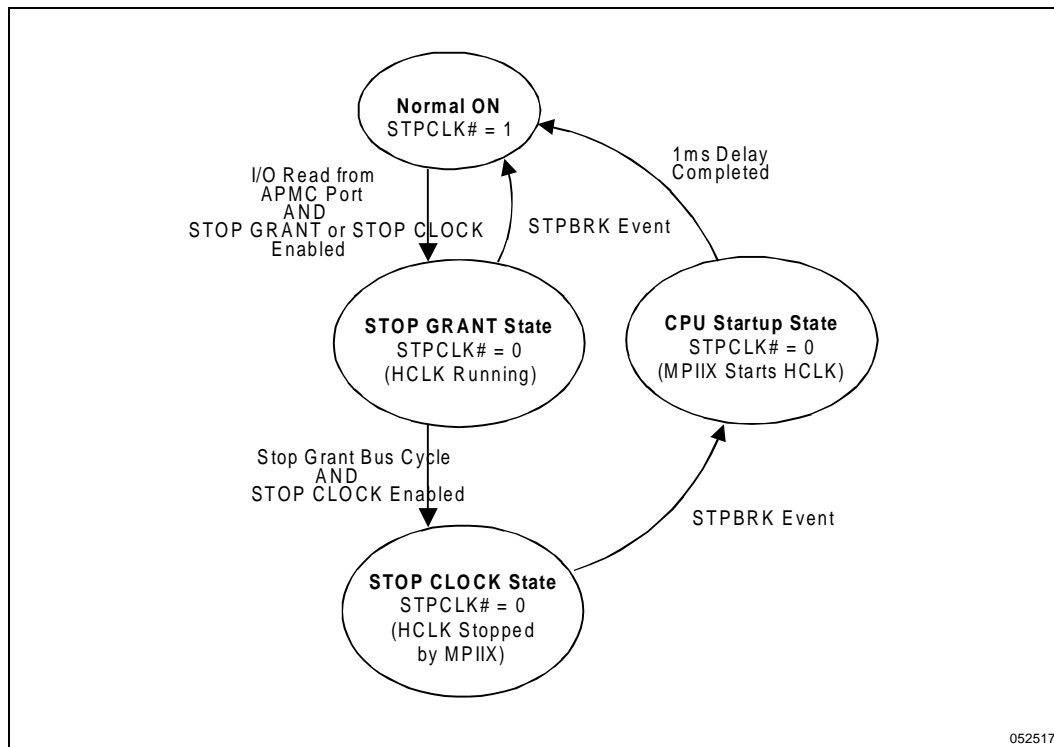 Normal ON
STPCLK# = 1
I/O Read from
APMC Port
AND
STOP GRANT or STOP CLOCK
Enabled
STPBRK Event
1ms Delay
Completed
STOP GRANT State
STPCLK# = 0
(HCLK Running)
CPU Startup State
STPCLK# = 0
(MPIIX Starts HCLK)
Stop Grant Bus Cycle
AND
STOP CLOCK Enabled
STPBRK Event
STOP CLOCK State
STPCLK# = 0
(HCLK Stopped
by MPIIX)
052517